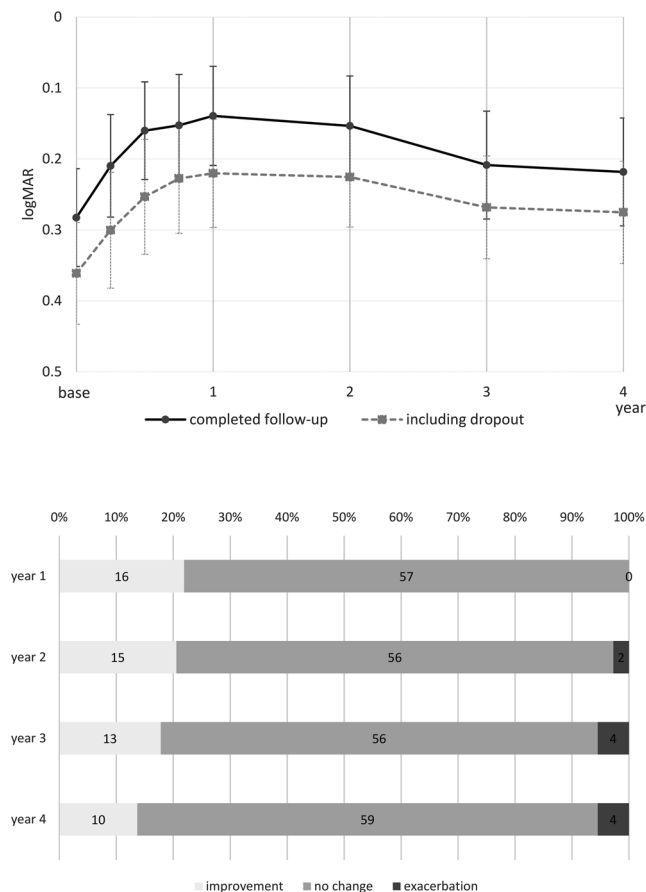 0
0.1
0.2
logMAR
0.3
0.4
0.5
base 1 2 3 4
year
completed follow-up including dropout
0% 10% 20% 30% 40% 50% 60% 70% 80% 90% 100%
year 1 16 57 0
year 2 15 56 2
year 3 13 56 4
year 4 10 59 4
improvement no change exacerbation